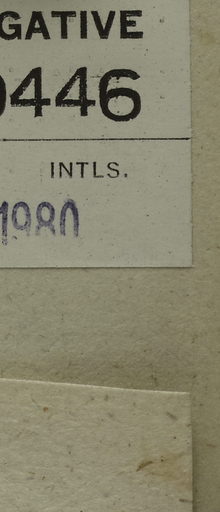 GATIVE
0446
INTLS.
1980